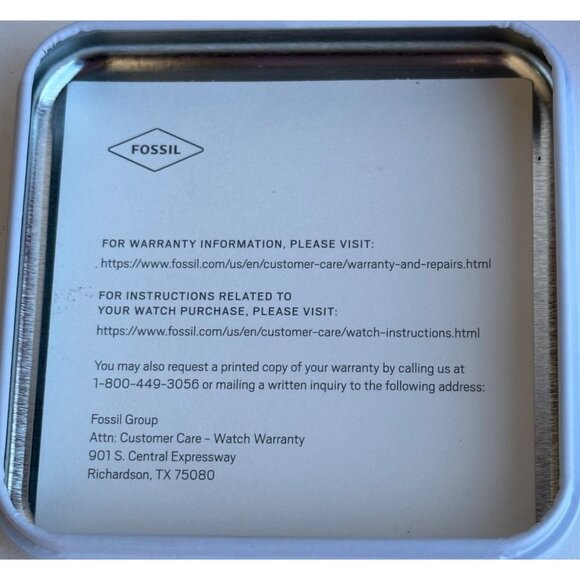 FOSSIL
FOR WARRANTY INFORMATION, PLEASE VISIT:
https://www.fossil.com/us/en/customer-care/warranty-and-repairs.html
FOR INSTRUCTIONS RELATED TO
YOUR WATCH PURCHASE, PLEASE VISIT:
https://www.fossil.com/us/en/customer-care/watch-instructions.html
You may also request a printed copy of your warranty by calling us at
1-800-449-3056 or mailing a written inquiry to the following address:
Fossil Group
Attn: Customer Care – Watch Warranty
901 S. Central Expressway
Richardson, TX 75080